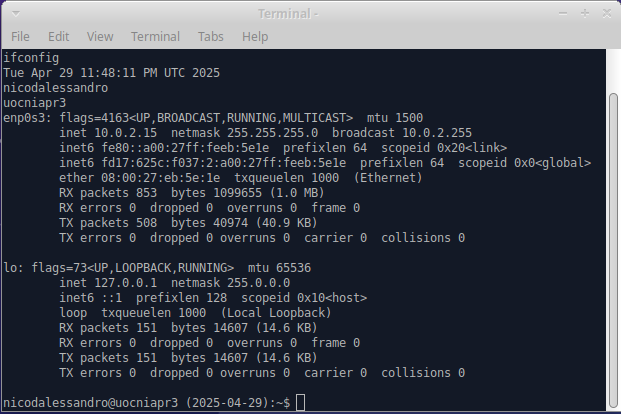 Terminal -
File Edit View Terminal Tabs Help
ifconfig
Tue Apr 29 11:48:11 PM UTC 2025
nicodalessandro
uocniapr3
enp0s3: flags=4163<UP,BROADCAST,RUNNING,MULTICAST>  mtu 1500
        inet 10.0.2.15  netmask 255.255.255.0  broadcast 10.0.2.255
        inet6 fe80::a00:27ff:feeb:5e1e  prefixlen 64  scopeid 0x20<link>
        inet6 fd17:625c:f037:2:a00:27ff:feeb:5e1e  prefixlen 64  scopeid 0x0<global>
        ether 08:00:27:eb:5e:1e  txqueuelen 1000  (Ethernet)
        RX packets 853  bytes 1099655 (1.0 MB)
        RX errors 0  dropped 0  overruns 0  frame 0
        TX packets 508  bytes 40974 (40.9 KB)
        TX errors 0  dropped 0 overruns 0  carrier 0  collisions 0

lo: flags=73<UP,LOOPBACK,RUNNING>  mtu 65536
        inet 127.0.0.1  netmask 255.0.0.0
        inet6 ::1  prefixlen 128  scopeid 0x10<host>
        loop  txqueuelen 1000  (Local Loopback)
        RX packets 151  bytes 14607 (14.6 KB)
        RX errors 0  dropped 0  overruns 0  frame 0
        TX packets 151  bytes 14607 (14.6 KB)
        TX errors 0  dropped 0 overruns 0  carrier 0  collisions 0

nicodalessandro@uocniapr3 (2025-04-29):~$